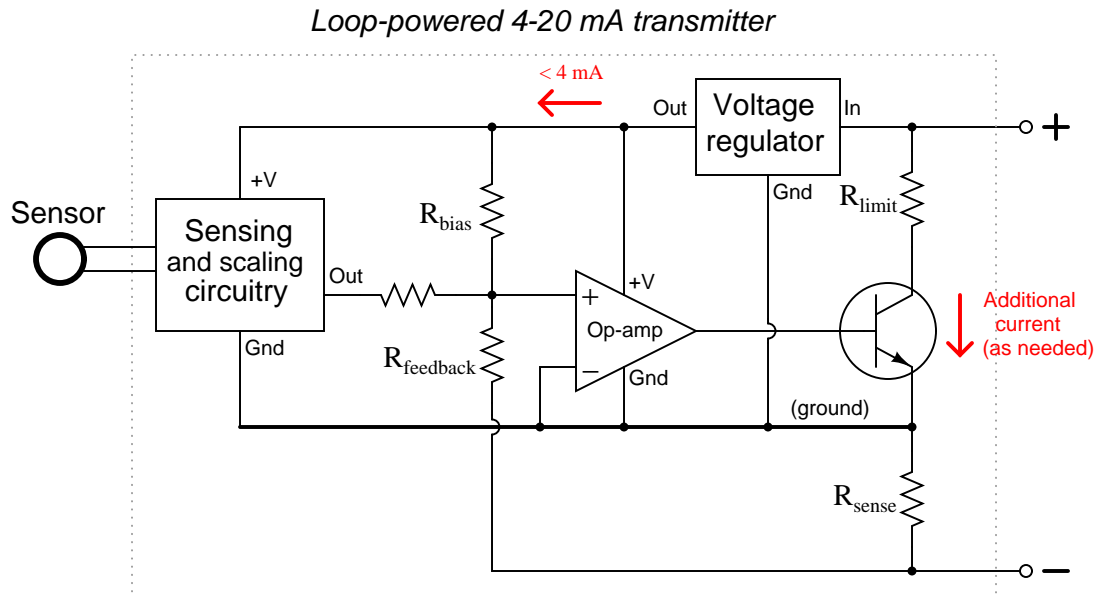 Loop-powered 4-20 mA transmitter
< 4 mA
Out
Voltage
regulator
In
+
Gnd
+V
Sensor
Sensing
and scaling
circuitry
Out
Gnd
Rbias
Rlimit
+
+V
Op-amp
−
Gnd
Rfeedback
Additional
current
(as needed)
(ground)
Rsense
−